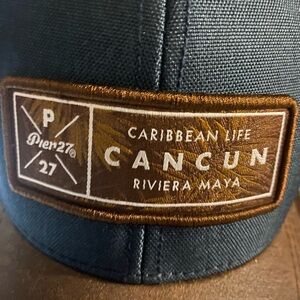 P
Pier27®
27
CARIBBEAN LIFE
CANCUN
RIVIERA MAYA